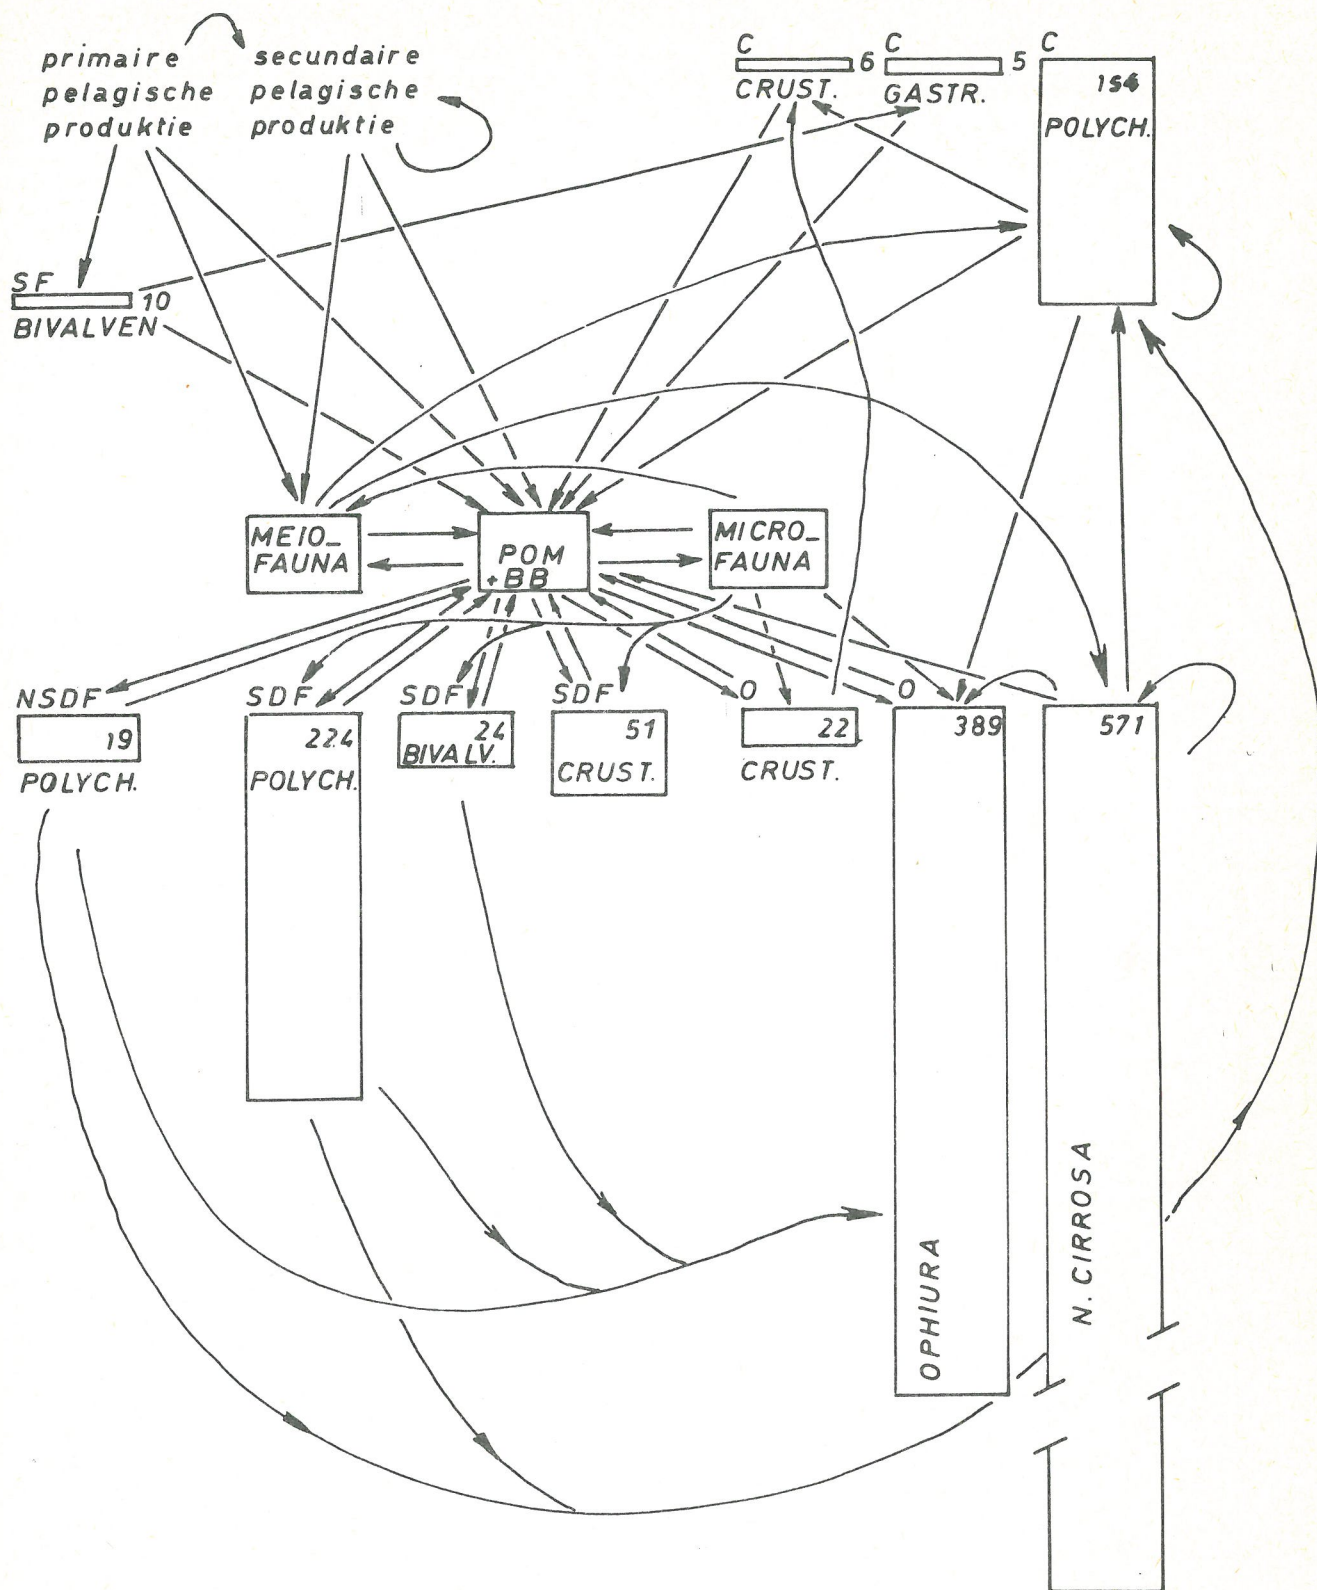 primaire
pelagische
produktie
secundaire
pelagische
produktie
C
6
CRUST.
C
5
GASTR.
C
154
POLYCH.
SF
10
BIVALVEN
MEIO_
FAUNA
POM
+BB
MICRO_
FAUNA
NSDF
19
POLYCH.
SDF
224
POLYCH.
SDF
24
BIVALV.
SDF
51
CRUST.
O
22
CRUST.
O
389
OPHIURA
571
N. CIRROSA